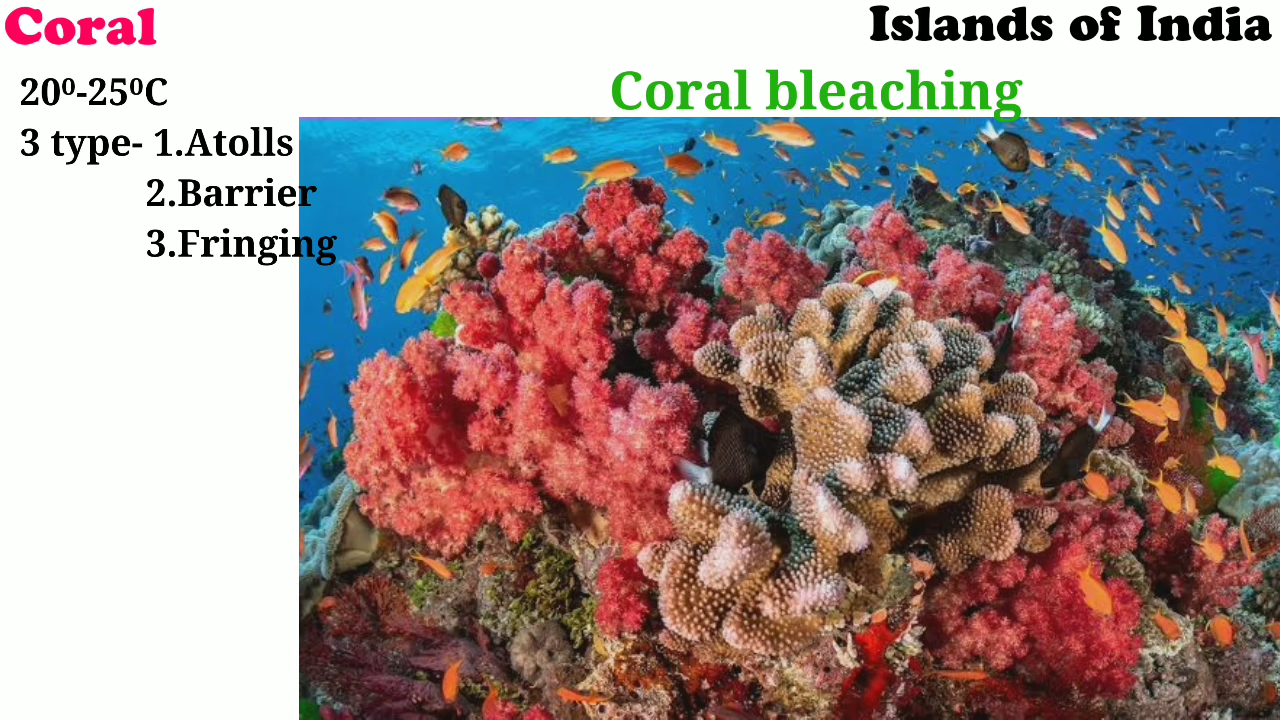 Coral
Islands of India
20⁰-25⁰C
Coral bleaching
3 type- 1.Atolls
2.Barrier
3.Fringing